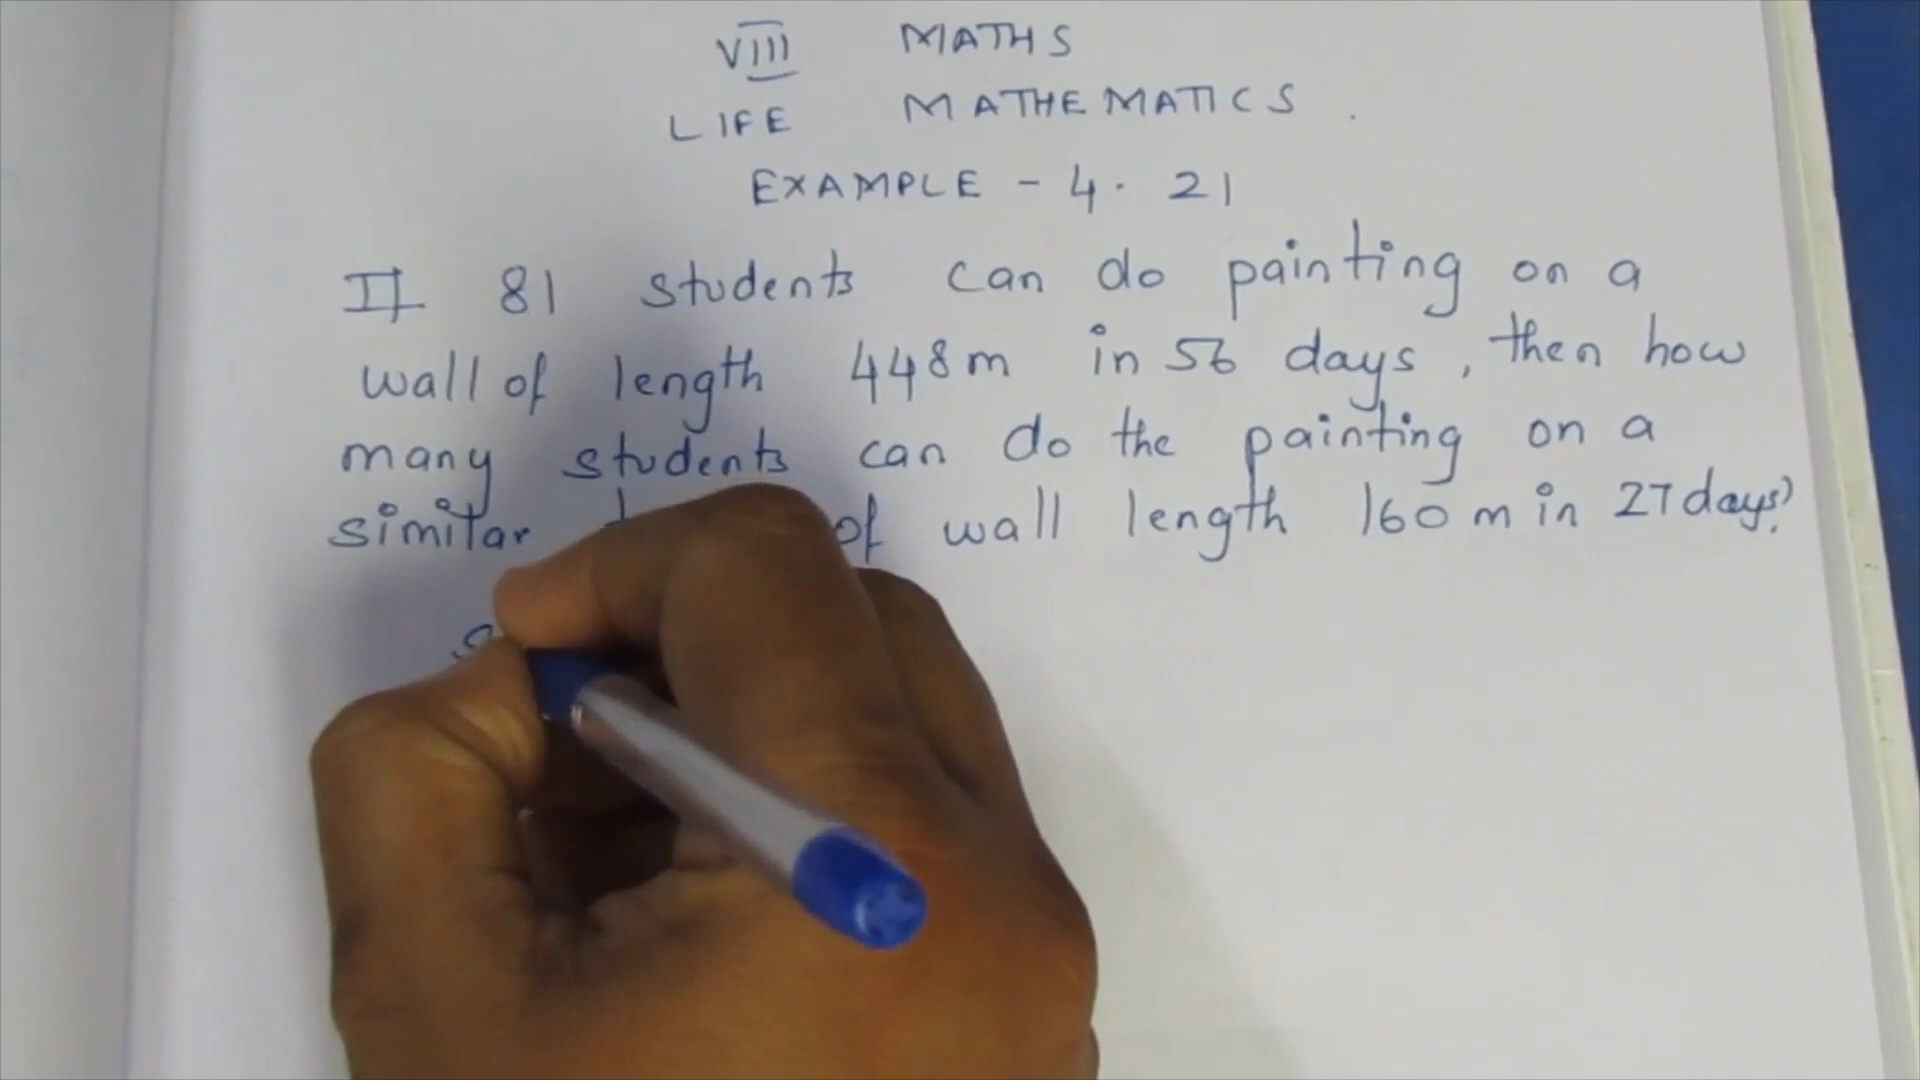 VIII MATHS
LIFE MATHEMATICS.
EXAMPLE - 4. 21
If 81 students can do painting on a
wall of length 448m in 56 days, then how
many students can do the painting on a
similar of wall length 160 m in 27 days?